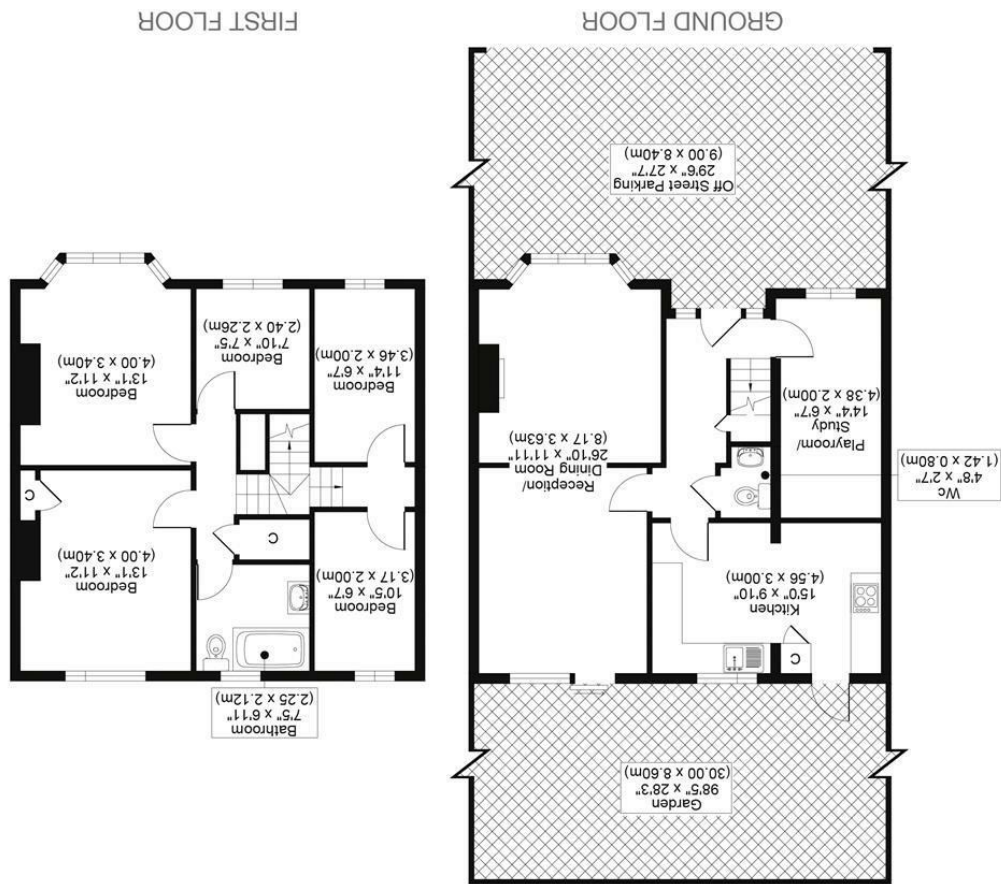 Garden
98'5" x 28'3"
(30.00 x 8.60m)
C
Kitchen
15'0" x 9'10"
(4.56 x 3.00m)
Wc
4'8" x 2'7"
(1.42 x 0.80m)
Playroom/
Study
14'4" x 6'7"
(4.38 x 2.00m)
Reception/
Dining Room
26'10" x 11'11"
(8.17 x 3.63m)
Off Street Parking
29'6" x 27'7"
(9.00 x 8.40m)
GROUND FLOOR
Bathroom
7'5" x 6'11"
(2.25 x 2.12m)
Bedroom
10'5" x 6'7"
(3.17 x 2.00m)
Bedroom
13'1" x 11'2"
(4.00 x 3.40m)
C
C
Bedroom
11'4" x 6'7"
(3.46 x 2.00m)
Bedroom
7'10" x 7'5"
(2.40 x 2.26m)
Bedroom
13'1" x 11'2"
(4.00 x 3.40m)
FIRST FLOOR